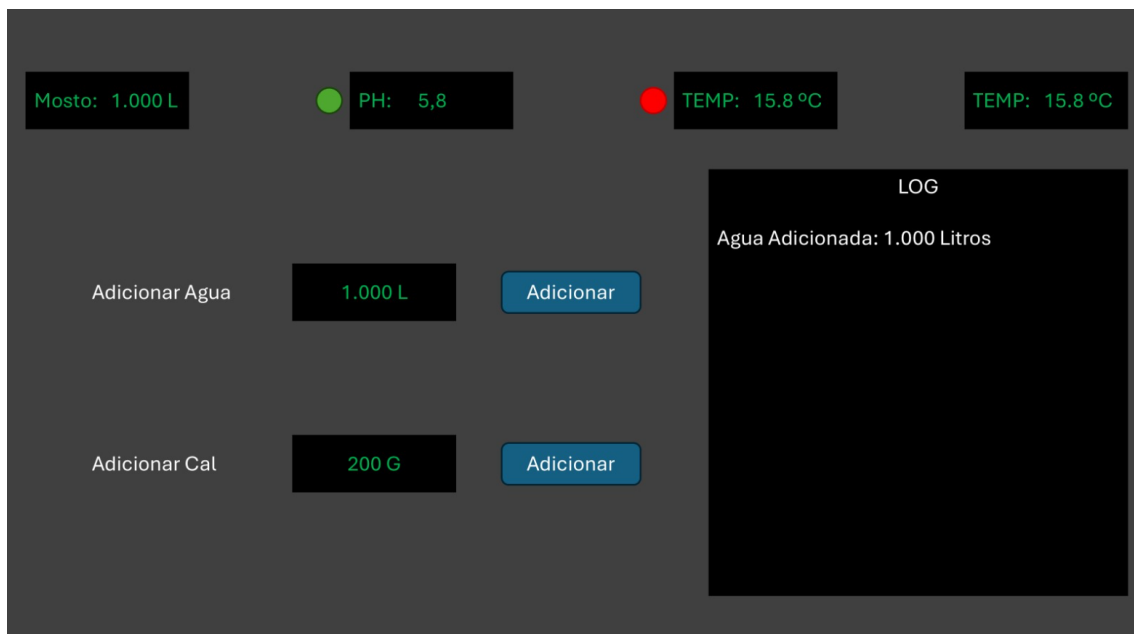 Mosto: 1.000 L
PH: 5,8
TEMP: 15.8 ºC
TEMP: 15.8 ºC
LOG
Agua Adicionada: 1.000 Litros
Adicionar Agua 1.000 L Adicionar
Adicionar Cal 200 G Adicionar